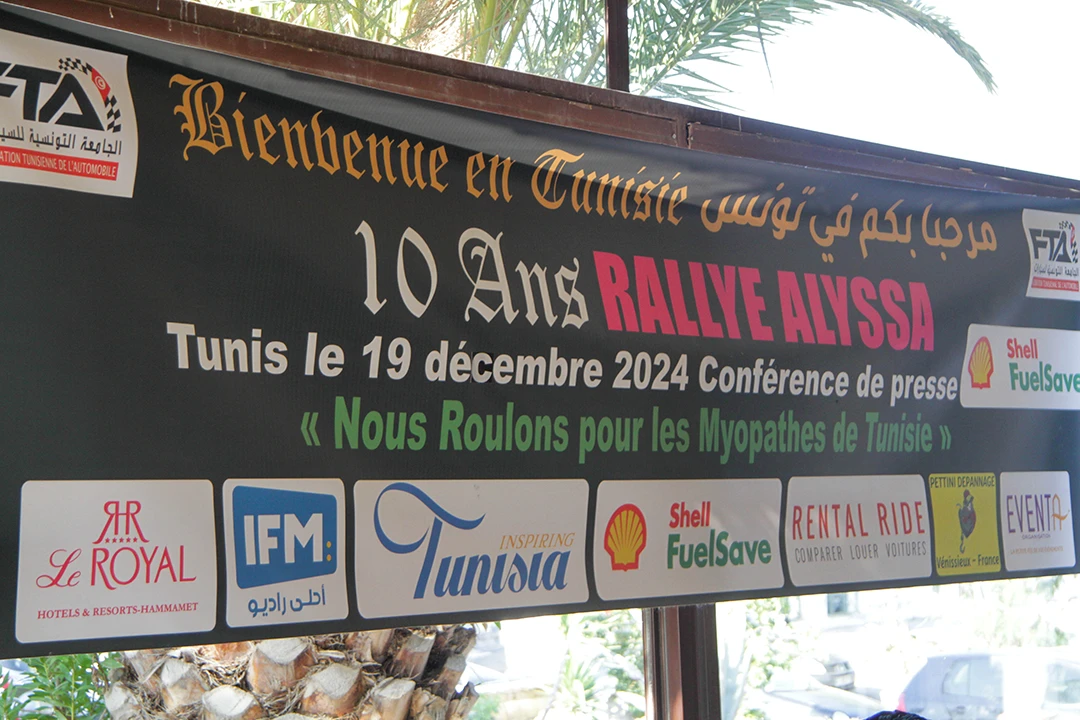 FTA
الجامعة التونسية
TUNISIENNE DE L'AUTOMOBILE
Bienvenue en Tunisie مرحبا بكم في تونس
10 Ans RALLYE ALYSSA
Tunis le 19 décembre 2024 Conférence de presse
« Nous Roulons pour les Myopathes de Tunisie »
FTA
Shell
FuelSave
RR
Le ROYAL
HOTELS & RESORTS-HAMMAMET
IFM:
أحلى راديو
INSPIRING
Tunisia
Shell
FuelSave
RENTAL RIDE
COMPARER LOUER VOITURES
PETTINI DEPANNAGE
Vénissieux - France
EVENTA